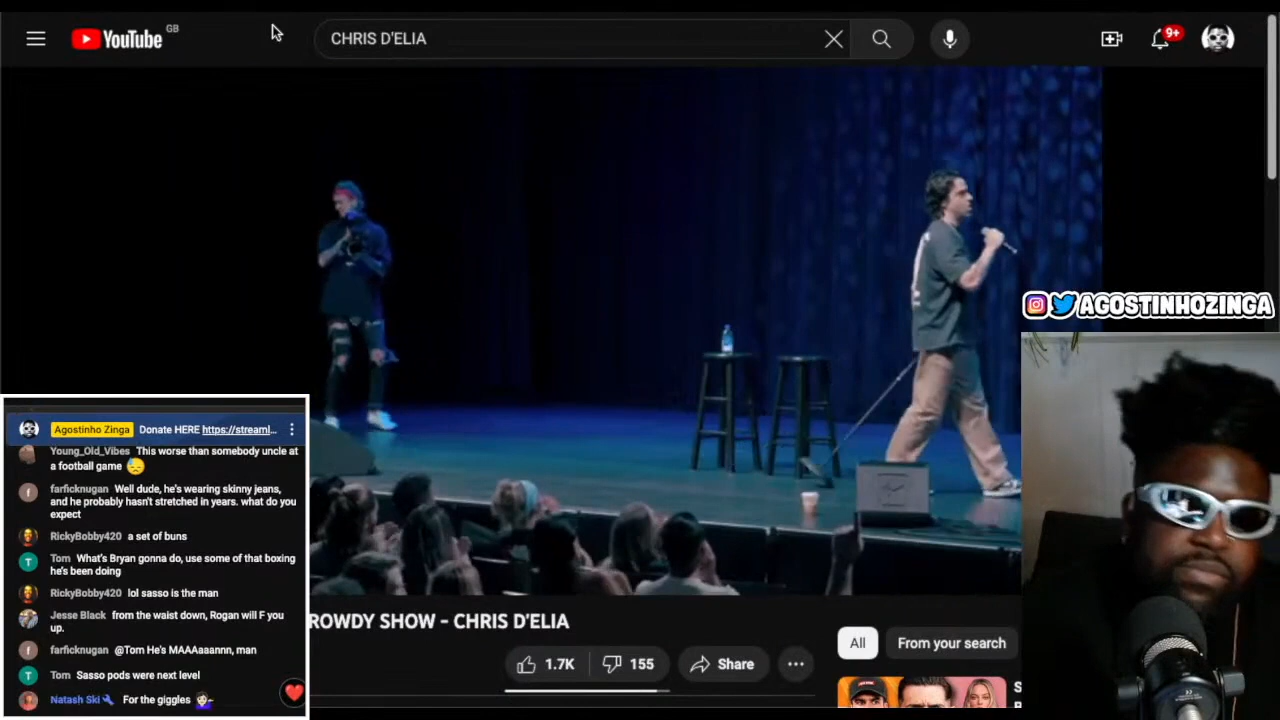 YouTube GB
CHRIS D'ELIA
9+
AGOSTINHOZINGA
Agostinho Zinga Donate HERE https://streaml...
Young_Old_Vibes This worse than somebody uncle at
a football game
farficknugan Well dude, he's wearing skinny jeans,
and he probably hasn't stretched in years. what do you
expect
RickyBobby420 a set of buns
Tom What's Bryan gonna do, use some of that boxing
he's been doing
RickyBobby420 lol sasso is the man
Jesse Black from the waist down, Rogan will F you
up.
farficknugan @Tom He's MAAAaaannn, man
Tom Sasso pods were next level
Natash Ski For the giggles
ROWDY SHOW - CHRIS D'ELIA
1.7K 155 Share
All From your search